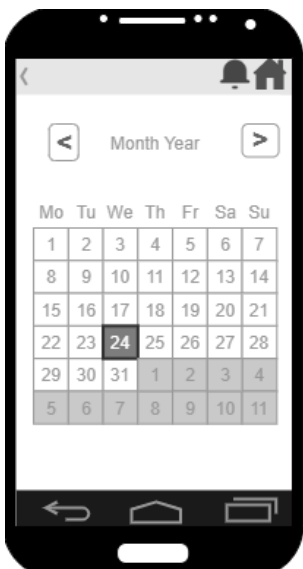 < Month Year >
Mo Tu We Th Fr Sa Su
1 2 3 4 5 6 7
8 9 10 11 12 13 14
15 16 17 18 19 20 21
22 23 24 25 26 27 28
29 30 31 1 2 3 4
5 6 7 8 9 10 11